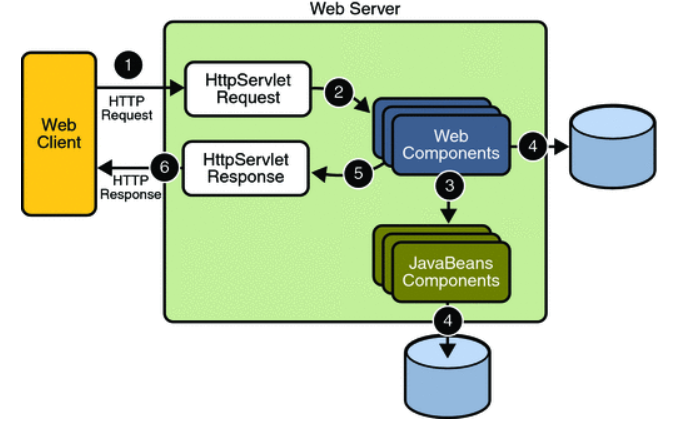 Web Server
1
HTTP
Request
HttpServlet
Request
2
Web
Client
Web
Components
4
HttpServlet
Response
5
6
HTTP
Response
3
JavaBeans
Components
4